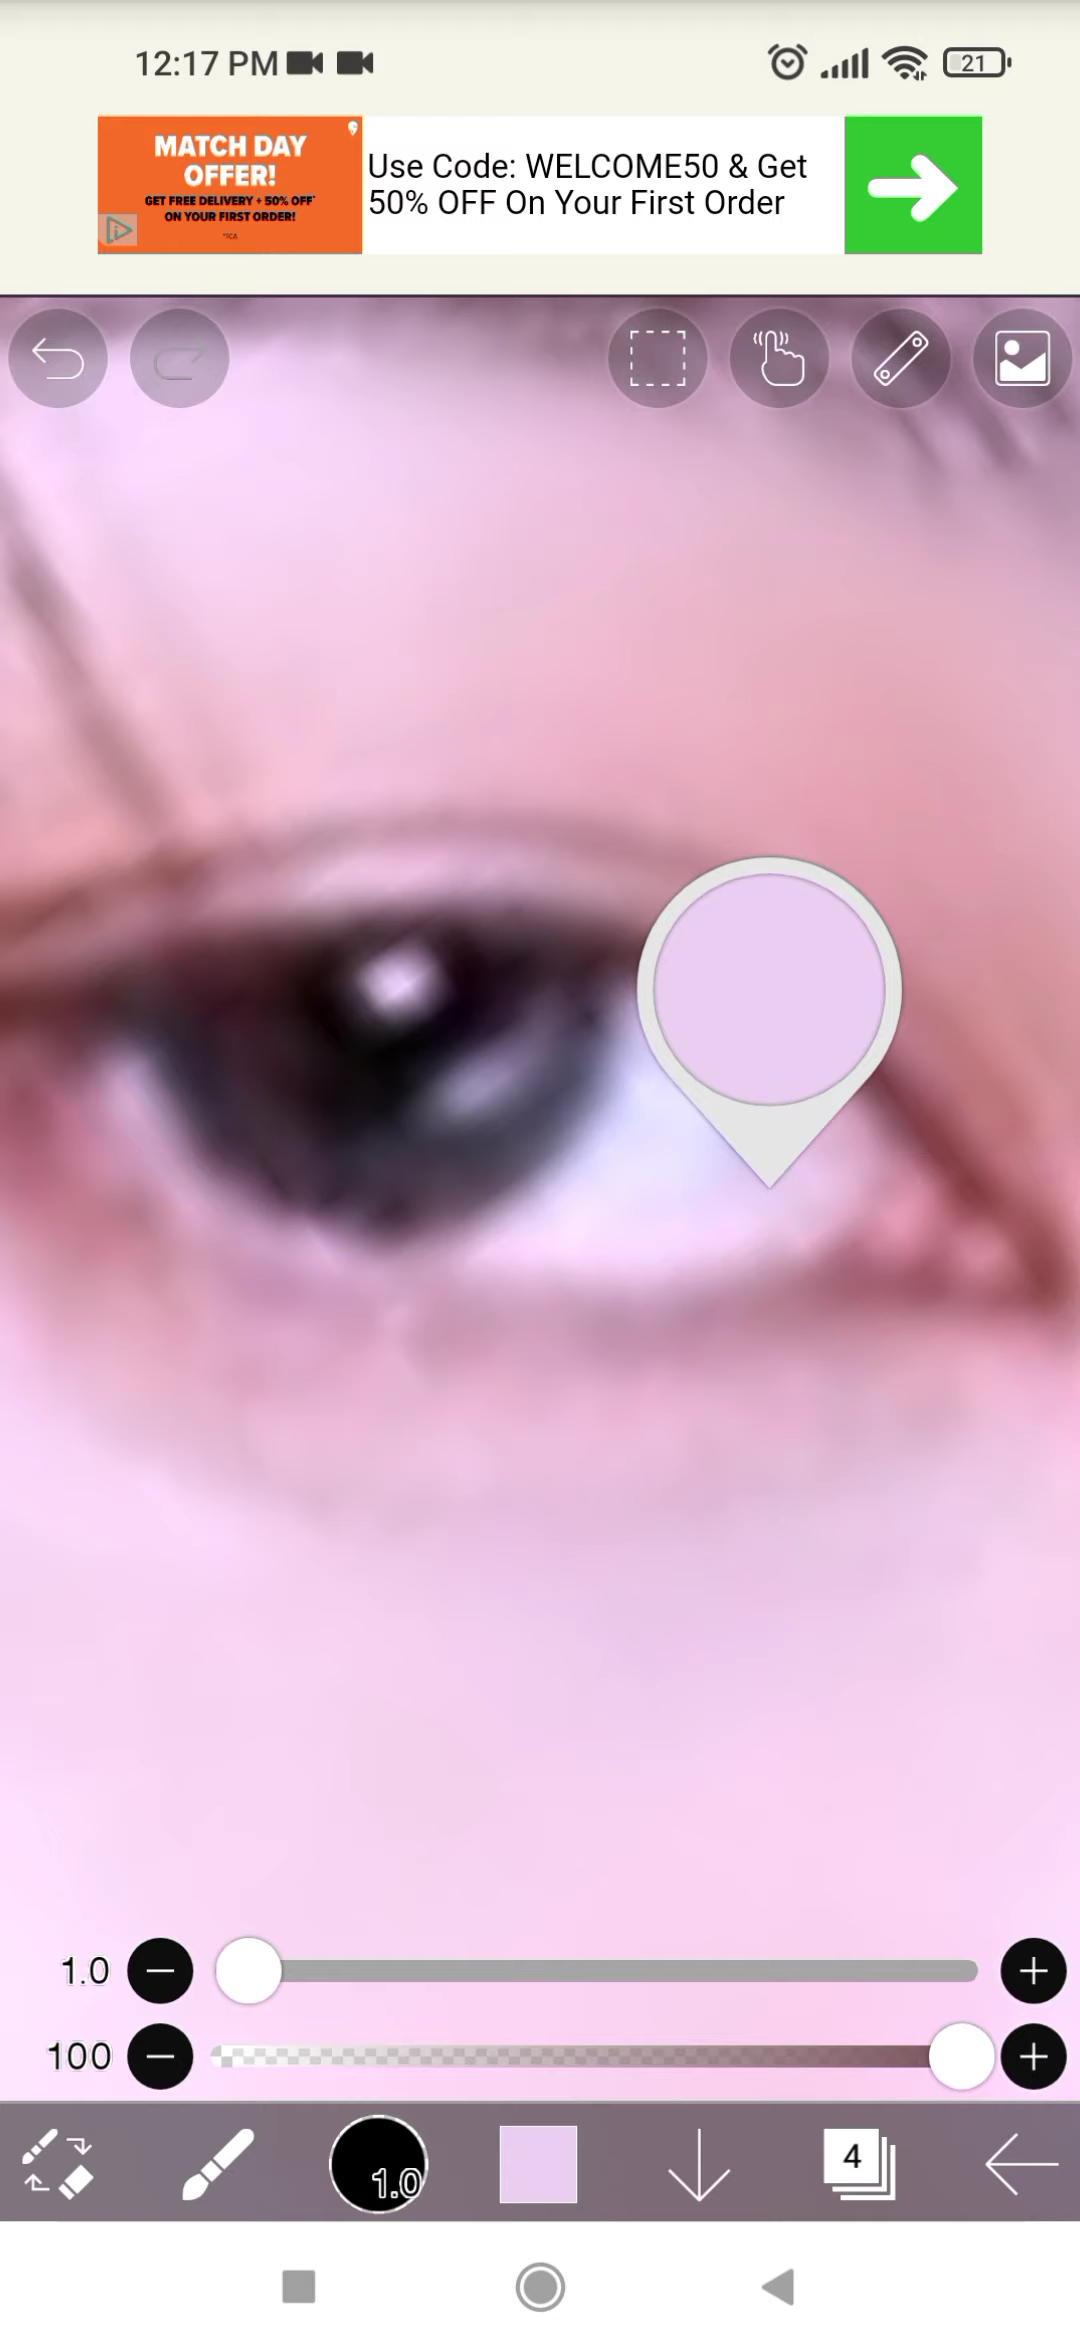 12:17 PM
21
MATCH DAY
OFFER!
GET FREE DELIVERY + 50% OFF*
ON YOUR FIRST ORDER!
*T&CA
Use Code: WELCOME50 & Get
50% OFF On Your First Order
1.0
100
1.0
4